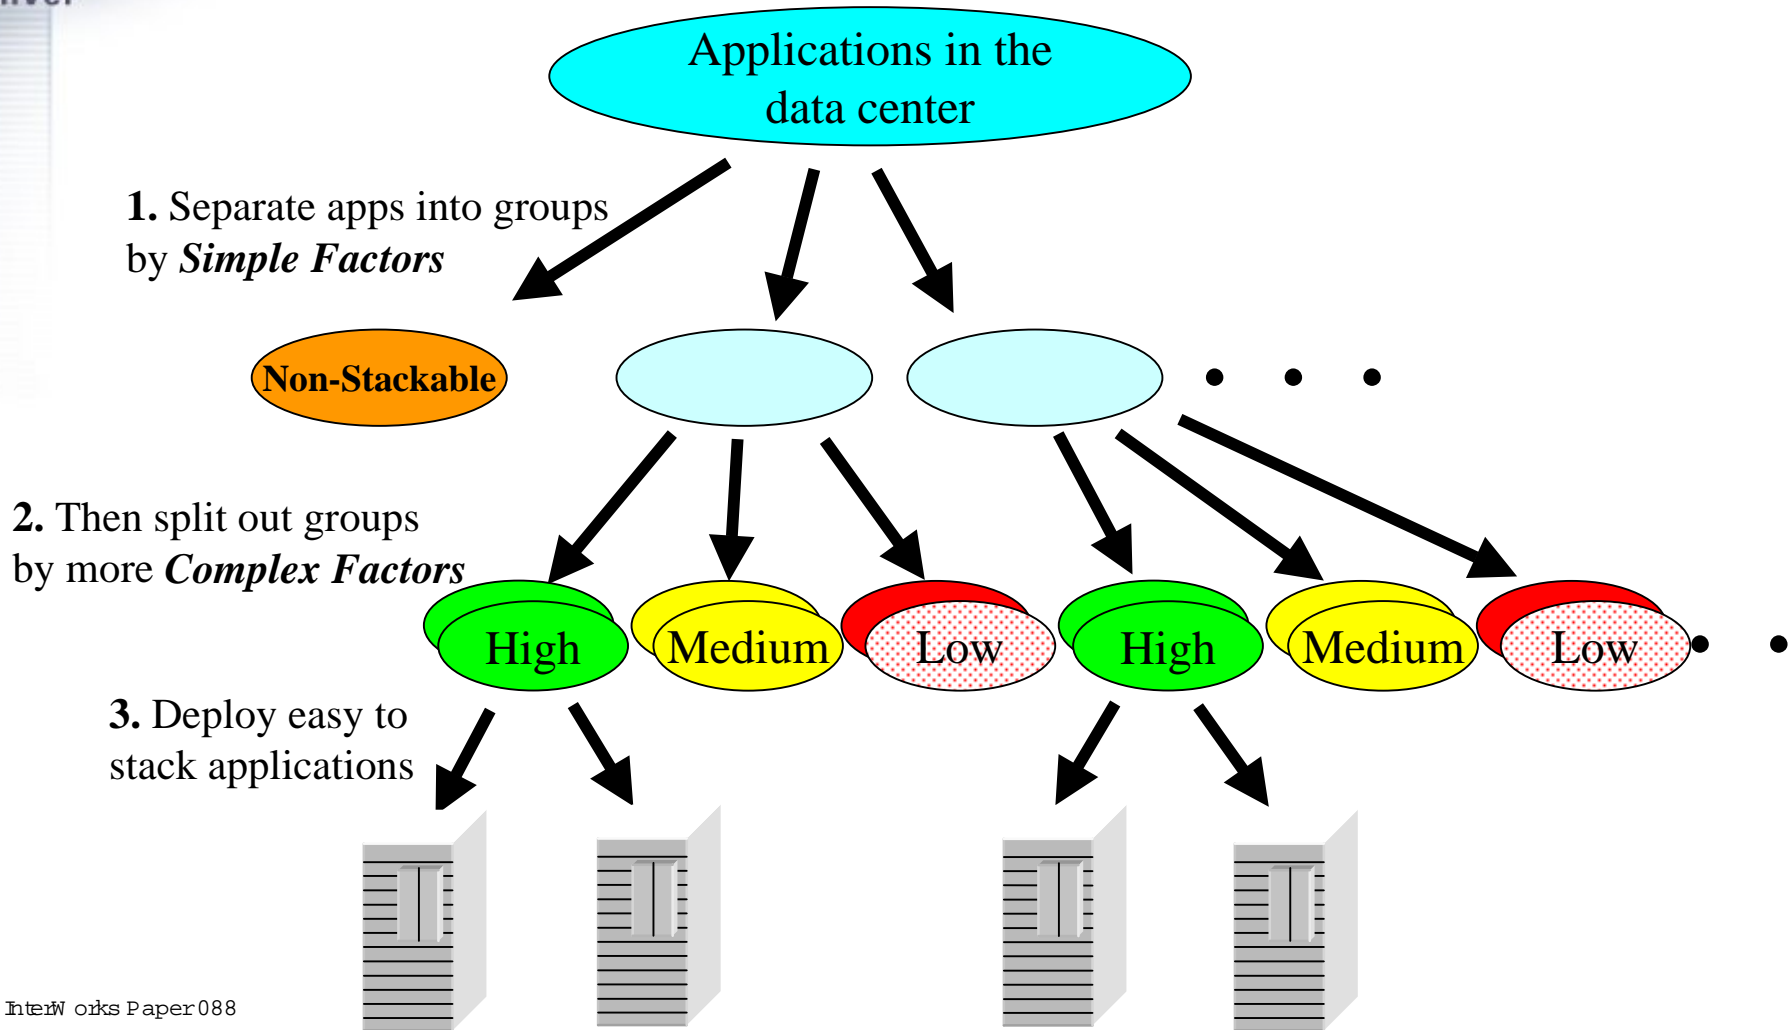 Applications in the
data center
1. Separate apps into groups
by Simple Factors
Non-Stackable
2. Then split out groups
by more Complex Factors
High
Medium
Low
High
Medium
Low
3. Deploy easy to
stack applications
InterWorks Paper 088